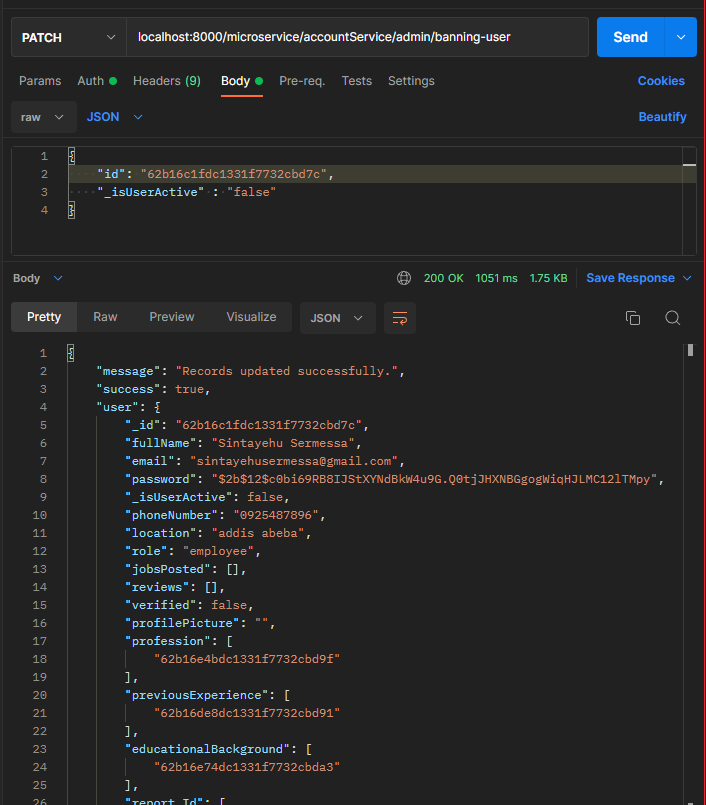 PATCH localhost:8000/microservice/accountService/admin/banning-user Send
Params Auth Headers (9) Body Pre-req. Tests Settings Cookies
raw JSON Beautify
1 {
2 "id": "62b16c1fdc1331f7732cbd7c",
3 "_isUserActive" : "false"
4 }
Body 200 OK 1051 ms 1.75 KB Save Response
Pretty Raw Preview Visualize JSON
1 {
2 "message": "Records updated successfully.",
3 "success": true,
4 "user": {
5 "_id": "62b16c1fdc1331f7732cbd7c",
6 "fullName": "Sintayehu Sermessa",
7 "email": "sintayehusermessa@gmail.com",
8 "password": "$2b$12$c0bi69RB8IJStXYNdBkW4u9G.Q0tjJHXNBGgogWiqHJLMC12lTMpy",
9 "_isUserActive": false,
10 "phoneNumber": "0925487896",
11 "location": "addis abeba",
12 "role": "employee",
13 "jobsPosted": [],
14 "reviews": [],
15 "verified": false,
16 "profilePicture": "",
17 "profession": [
18 "62b16e4bdc1331f7732cbd9f"
19 ],
20 "previousExperience": [
21 "62b16de8dc1331f7732cbd91"
22 ],
23 "educationalBackground": [
24 "62b16e74dc1331f7732cbda3"
25 ],
26 "report_Id": [